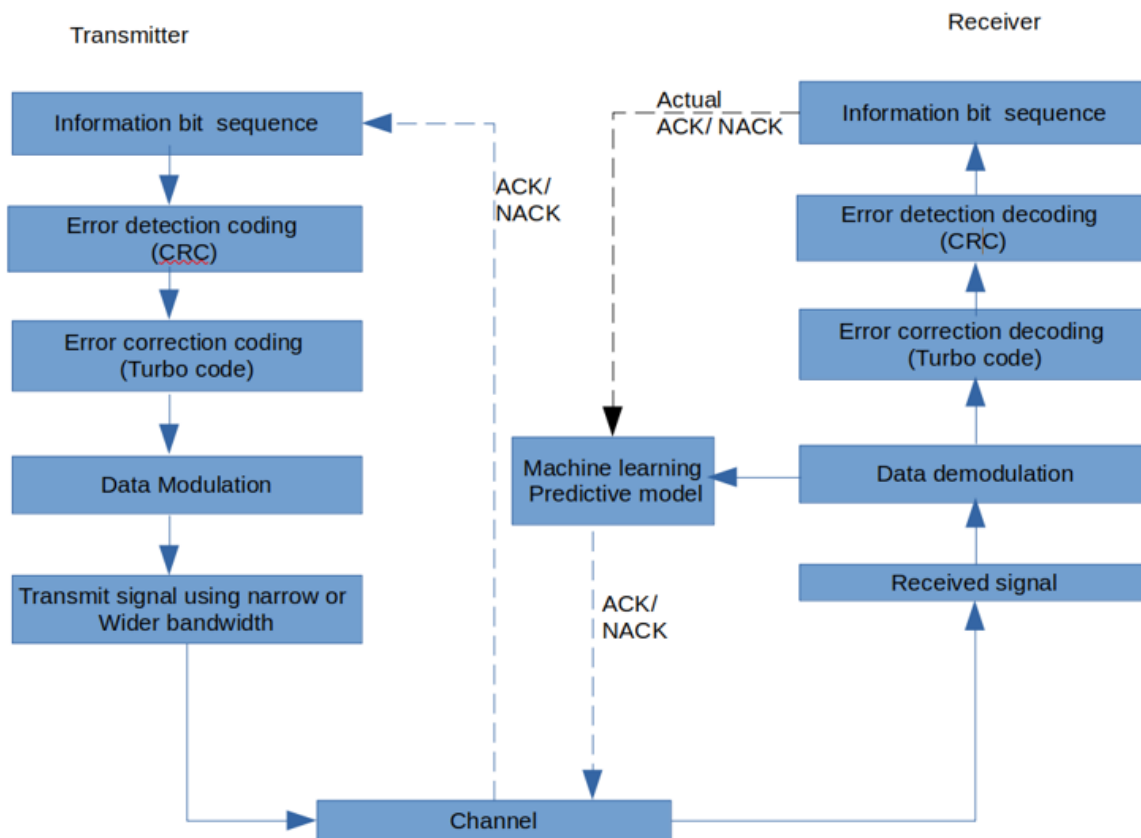 Transmitter
Receiver
Information bit sequence
Error detection coding
(CRC)
Error correction coding
(Turbo code)
Data Modulation
Transmit signal using narrow or
Wider bandwidth
ACK/
NACK
Actual
ACK/ NACK
Machine learning
Predictive model
ACK/
NACK
Channel
Information bit sequence
Error detection decoding
(CRC)
Error correction decoding
(Turbo code)
Data demodulation
Received signal